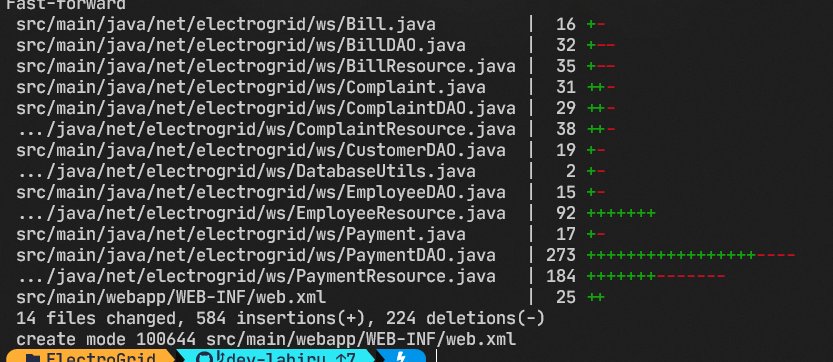 Fast-forward
src/main/java/net/electrogrid/ws/Bill.java | 16 +-
src/main/java/net/electrogrid/ws/BillDAO.java | 32 +--
src/main/java/net/electrogrid/ws/BillResource.java | 35 +--
src/main/java/net/electrogrid/ws/Complaint.java | 31 ++-
src/main/java/net/electrogrid/ws/ComplaintDAO.java | 29 ++-
.../java/net/electrogrid/ws/ComplaintResource.java | 38 ++-
src/main/java/net/electrogrid/ws/CustomerDAO.java | 19 +-
.../java/net/electrogrid/ws/DatabaseUtils.java | 2 +-
src/main/java/net/electrogrid/ws/EmployeeDAO.java | 15 +-
.../java/net/electrogrid/ws/EmployeeResource.java | 92 +++++++
src/main/java/net/electrogrid/ws/Payment.java | 17 +-
src/main/java/net/electrogrid/ws/PaymentDAO.java | 273 +++++++++++++++++----
.../java/net/electrogrid/ws/PaymentResource.java | 184 +++++++-------
src/main/webapp/WEB-INF/web.xml | 25 ++
14 files changed, 584 insertions(+), 224 deletions(-)
create mode 100644 src/main/webapp/WEB-INF/web.xml
ElectroGrid dev-lahiru ↑7